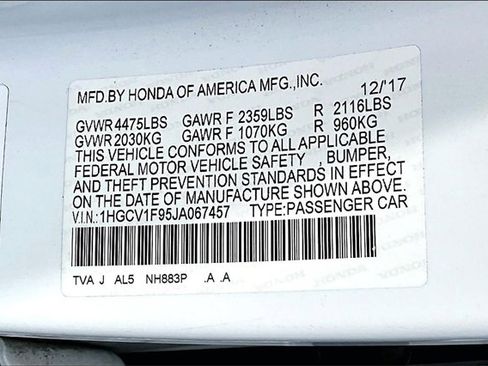 MFD.BY HONDA OF AMERICA MFG.,INC. 12/'17
GVWR 4475LBS GAWR F 2359LBS R 2116LBS
GVWR 2030KG GAWR F 1070KG R 960KG
THIS VEHICLE CONFORMS TO ALL APPLICABLE
FEDERAL MOTOR VEHICLE SAFETY , BUMPER,
AND THEFT PREVENTION STANDARDS IN EFFECT
ON THE DATE OF MANUFACTURE SHOWN ABOVE.
V.I.N.: 1HGCV1F95JA067457 TYPE:PASSENGER CAR
TVA J AL5 NH883P .A .A